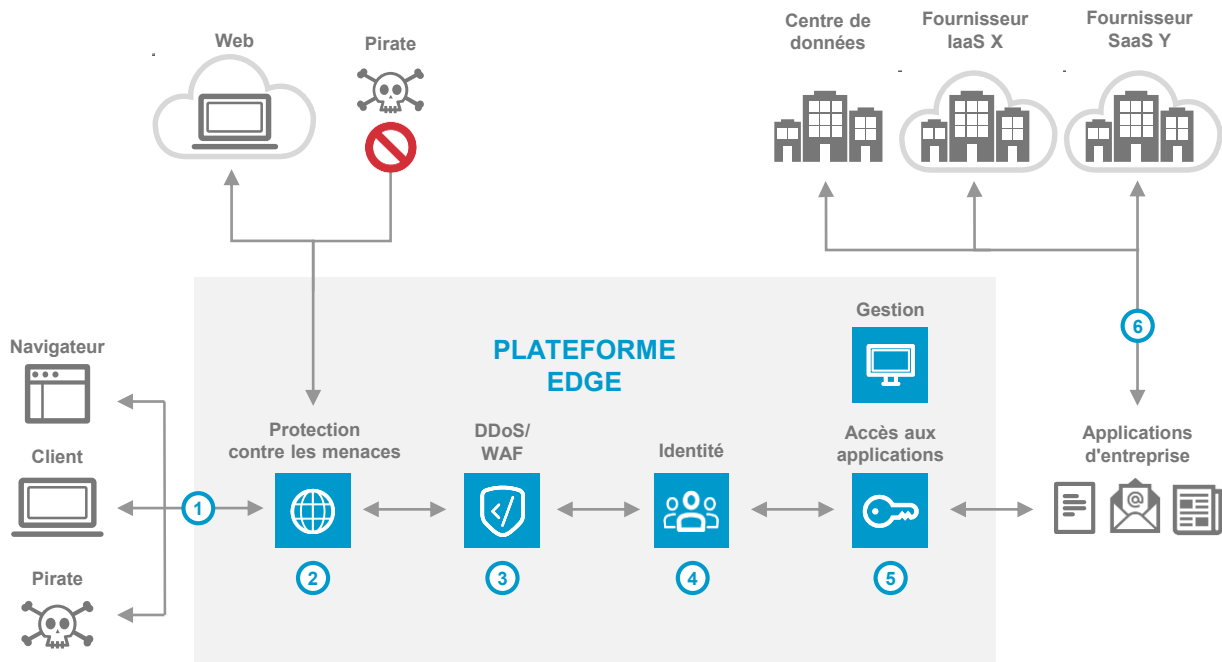 Web
Pirate
Centre de
données
Fournisseur
IaaS X
Fournisseur
SaaS Y
PLATEFORME
EDGE
Gestion
6
Navigateur
Client
Pirate
1
Protection
contre les menaces
2
DDoS/
WAF
3
Identité
4
Accès aux
applications
5
Applications
d'entreprise
@